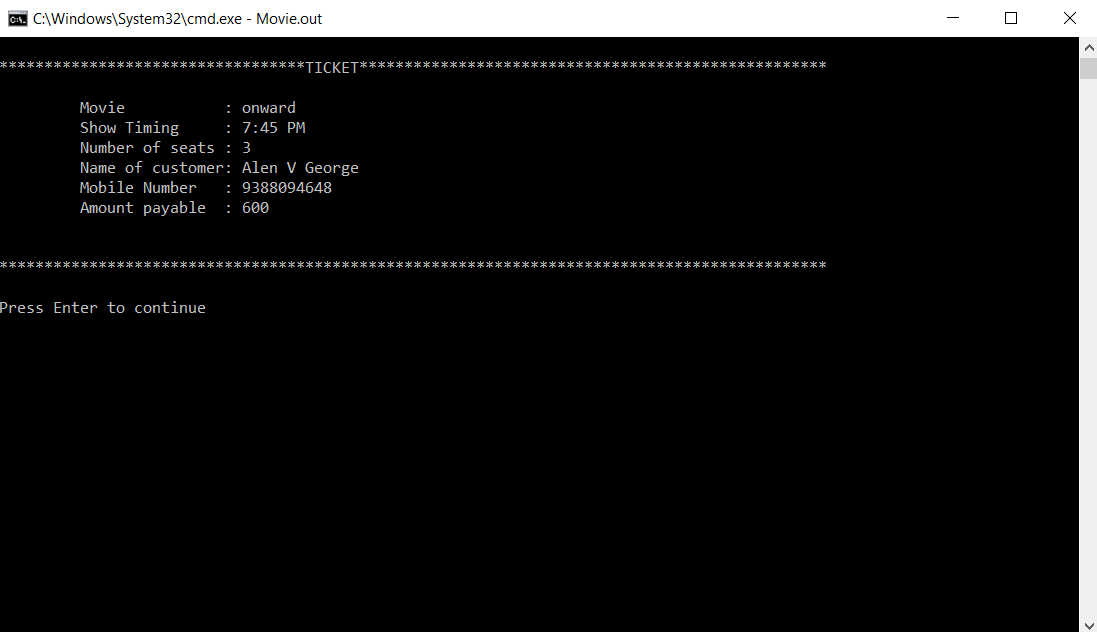 C:\Windows\System32\cmd.exe - Movie.out
**********************************TICKET****************************************************
Movie           : onward
Show Timing     : 7:45 PM
Number of seats : 3
Name of customer: Alen V George
Mobile Number   : 9388094648
Amount payable  : 600
********************************************************************************************
Press Enter to continue